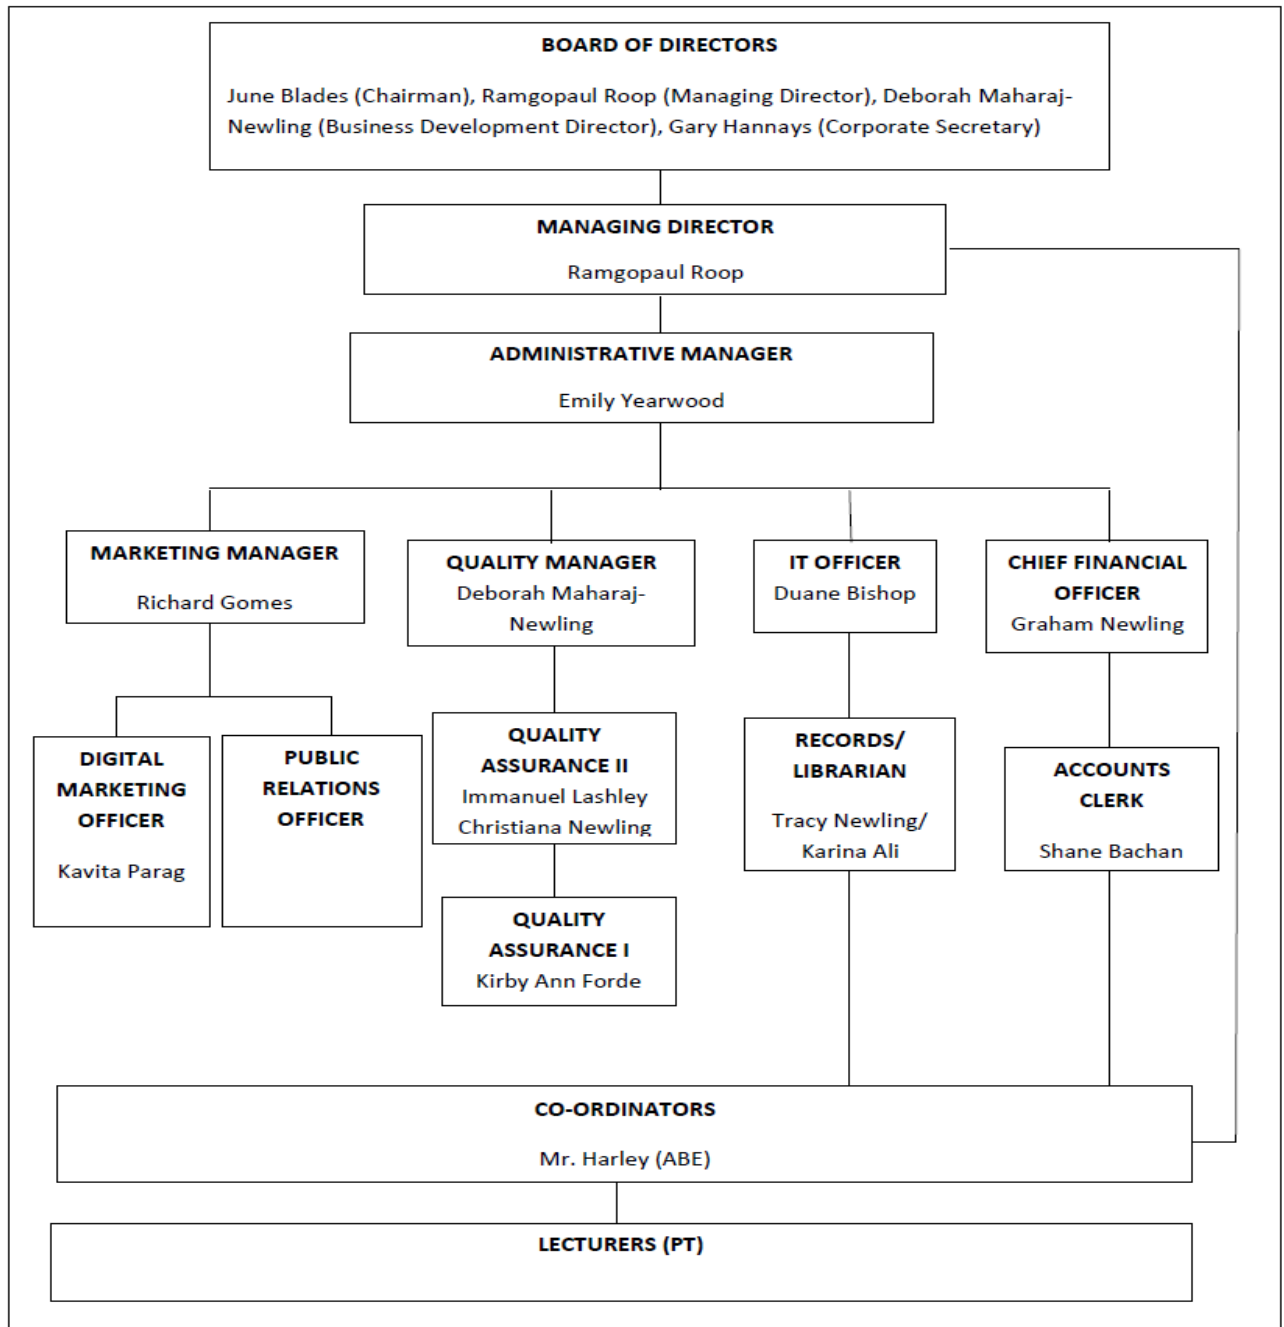 BOARD OF DIRECTORS
June Blades (Chairman), Ramgopaul Roop (Managing Director), Deborah Maharaj-
Newling (Business Development Director), Gary Hannays (Corporate Secretary)
MANAGING DIRECTOR
Ramgopaul Roop
ADMINISTRATIVE MANAGER
Emily Yearwood
MARKETING MANAGER
Richard Gomes
QUALITY MANAGER
Deborah Maharaj-
Newling
IT OFFICER
Duane Bishop
CHIEF FINANCIAL
OFFICER
Graham Newling
DIGITAL
MARKETING
OFFICER
Kavita Parag
PUBLIC
RELATIONS
OFFICER
QUALITY
ASSURANCE II
Immanuel Lashley
Christiana Newling
RECORDS/
LIBRARIAN
Tracy Newling/
Karina Ali
ACCOUNTS
CLERK
Shane Bachan
QUALITY
ASSURANCE I
Kirby Ann Forde
CO-ORDINATORS
Mr. Harley (ABE)
LECTURERS (PT)